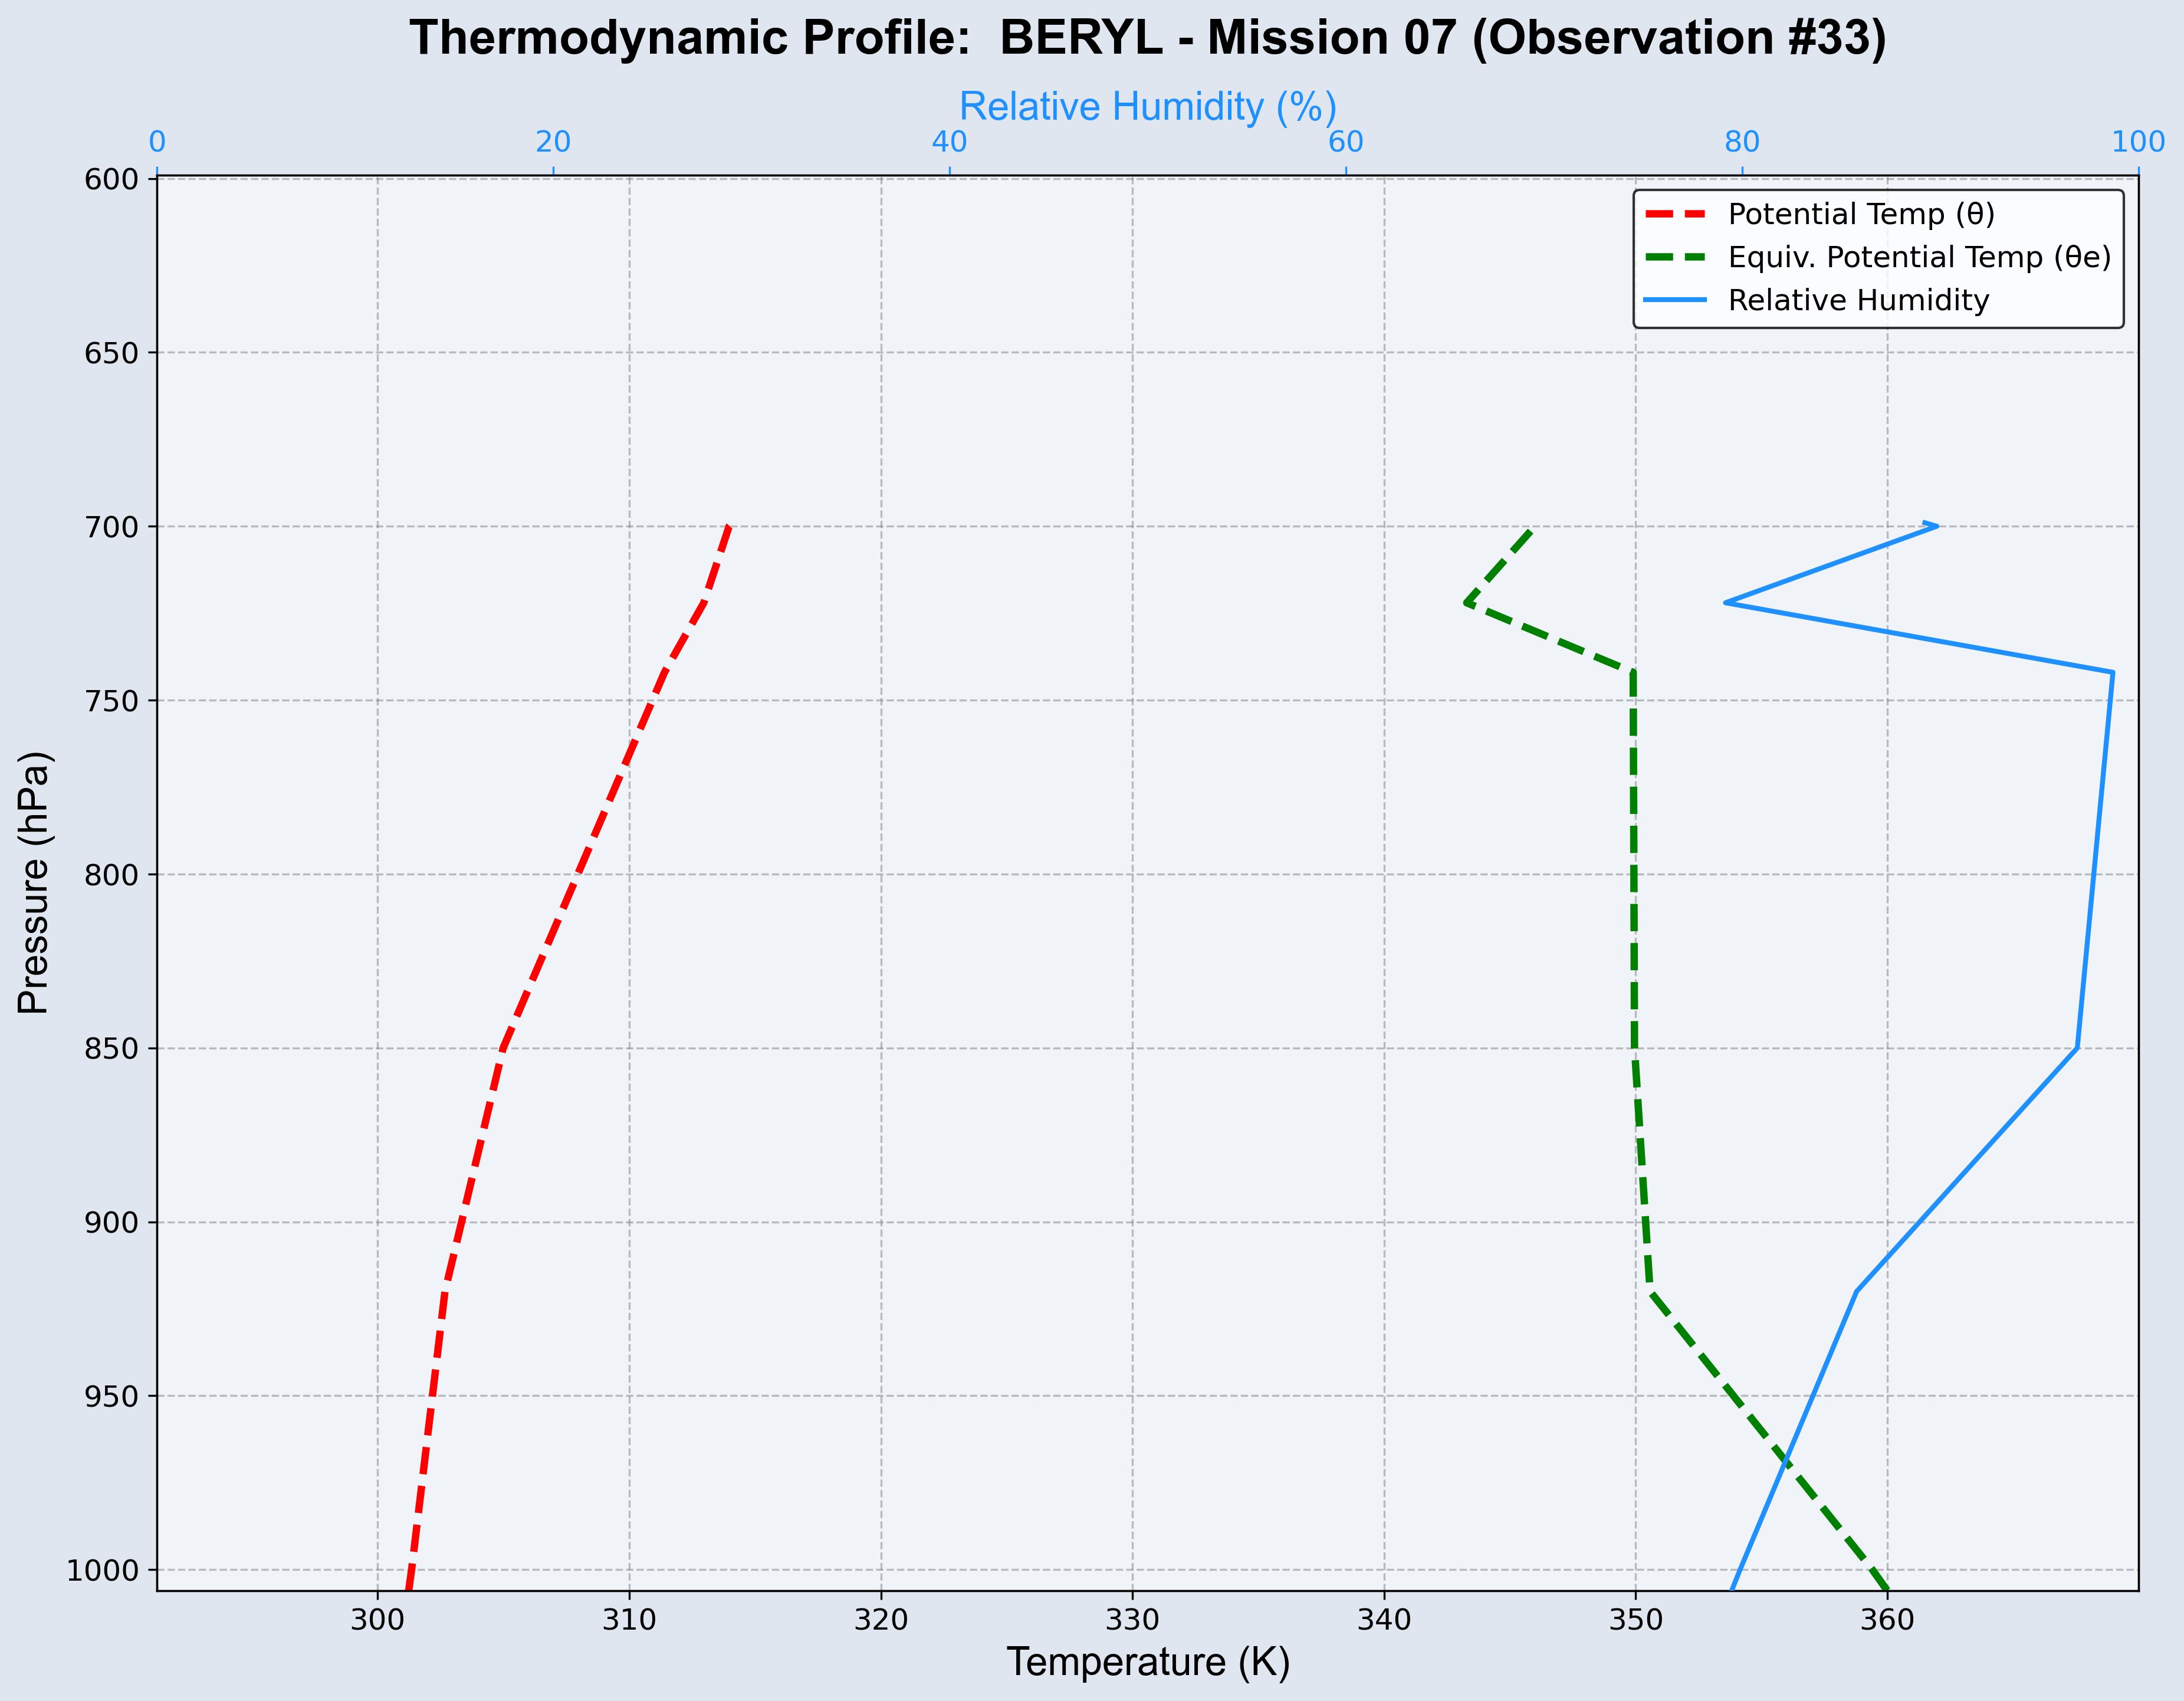 Thermodynamic Profile:  BERYL - Mission 07 (Observation #33)
Relative Humidity (%)
0 20 40 60 80 100
Potential Temp (θ)
Equiv. Potential Temp (θe)
Relative Humidity
Pressure (hPa)
600
650
700
750
800
850
900
950
1000
300 310 320 330 340 350 360
Temperature (K)